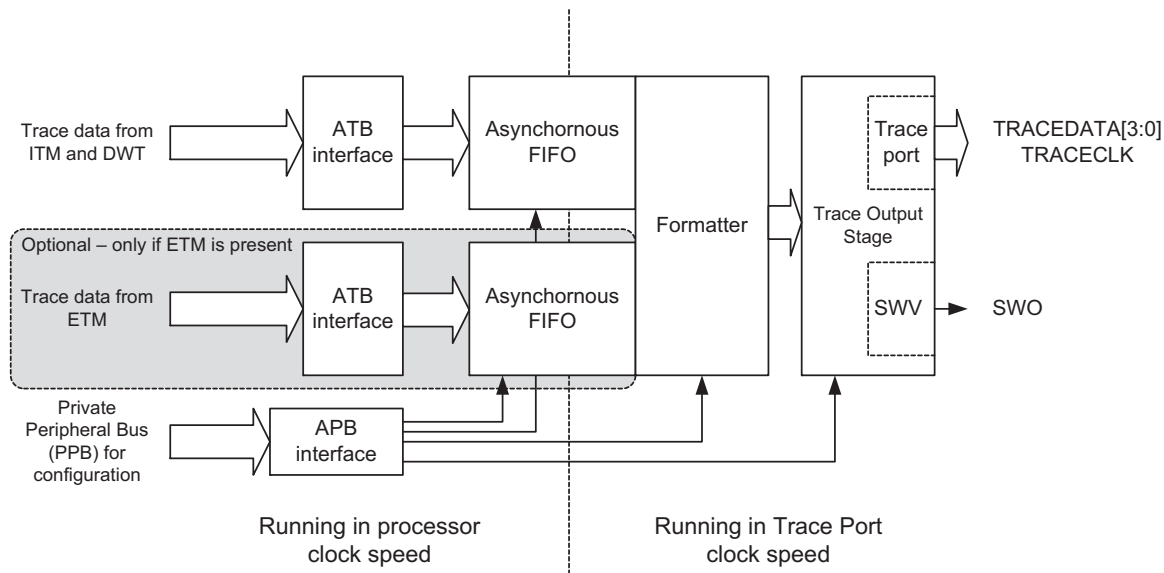 Trace data from
ITM and DWT
ATB
interface
Asynchornous
FIFO
Formatter
Trace
port
Trace Output
Stage
TRACEDATA[3:0]
TRACECLK
Optional – only if ETM is present
Trace data from
ETM
ATB
interface
Asynchornous
FIFO
SWV
SWO
Private
Peripheral Bus
(PPB) for
configuration
APB
interface
Running in processor
clock speed
Running in Trace Port
clock speed